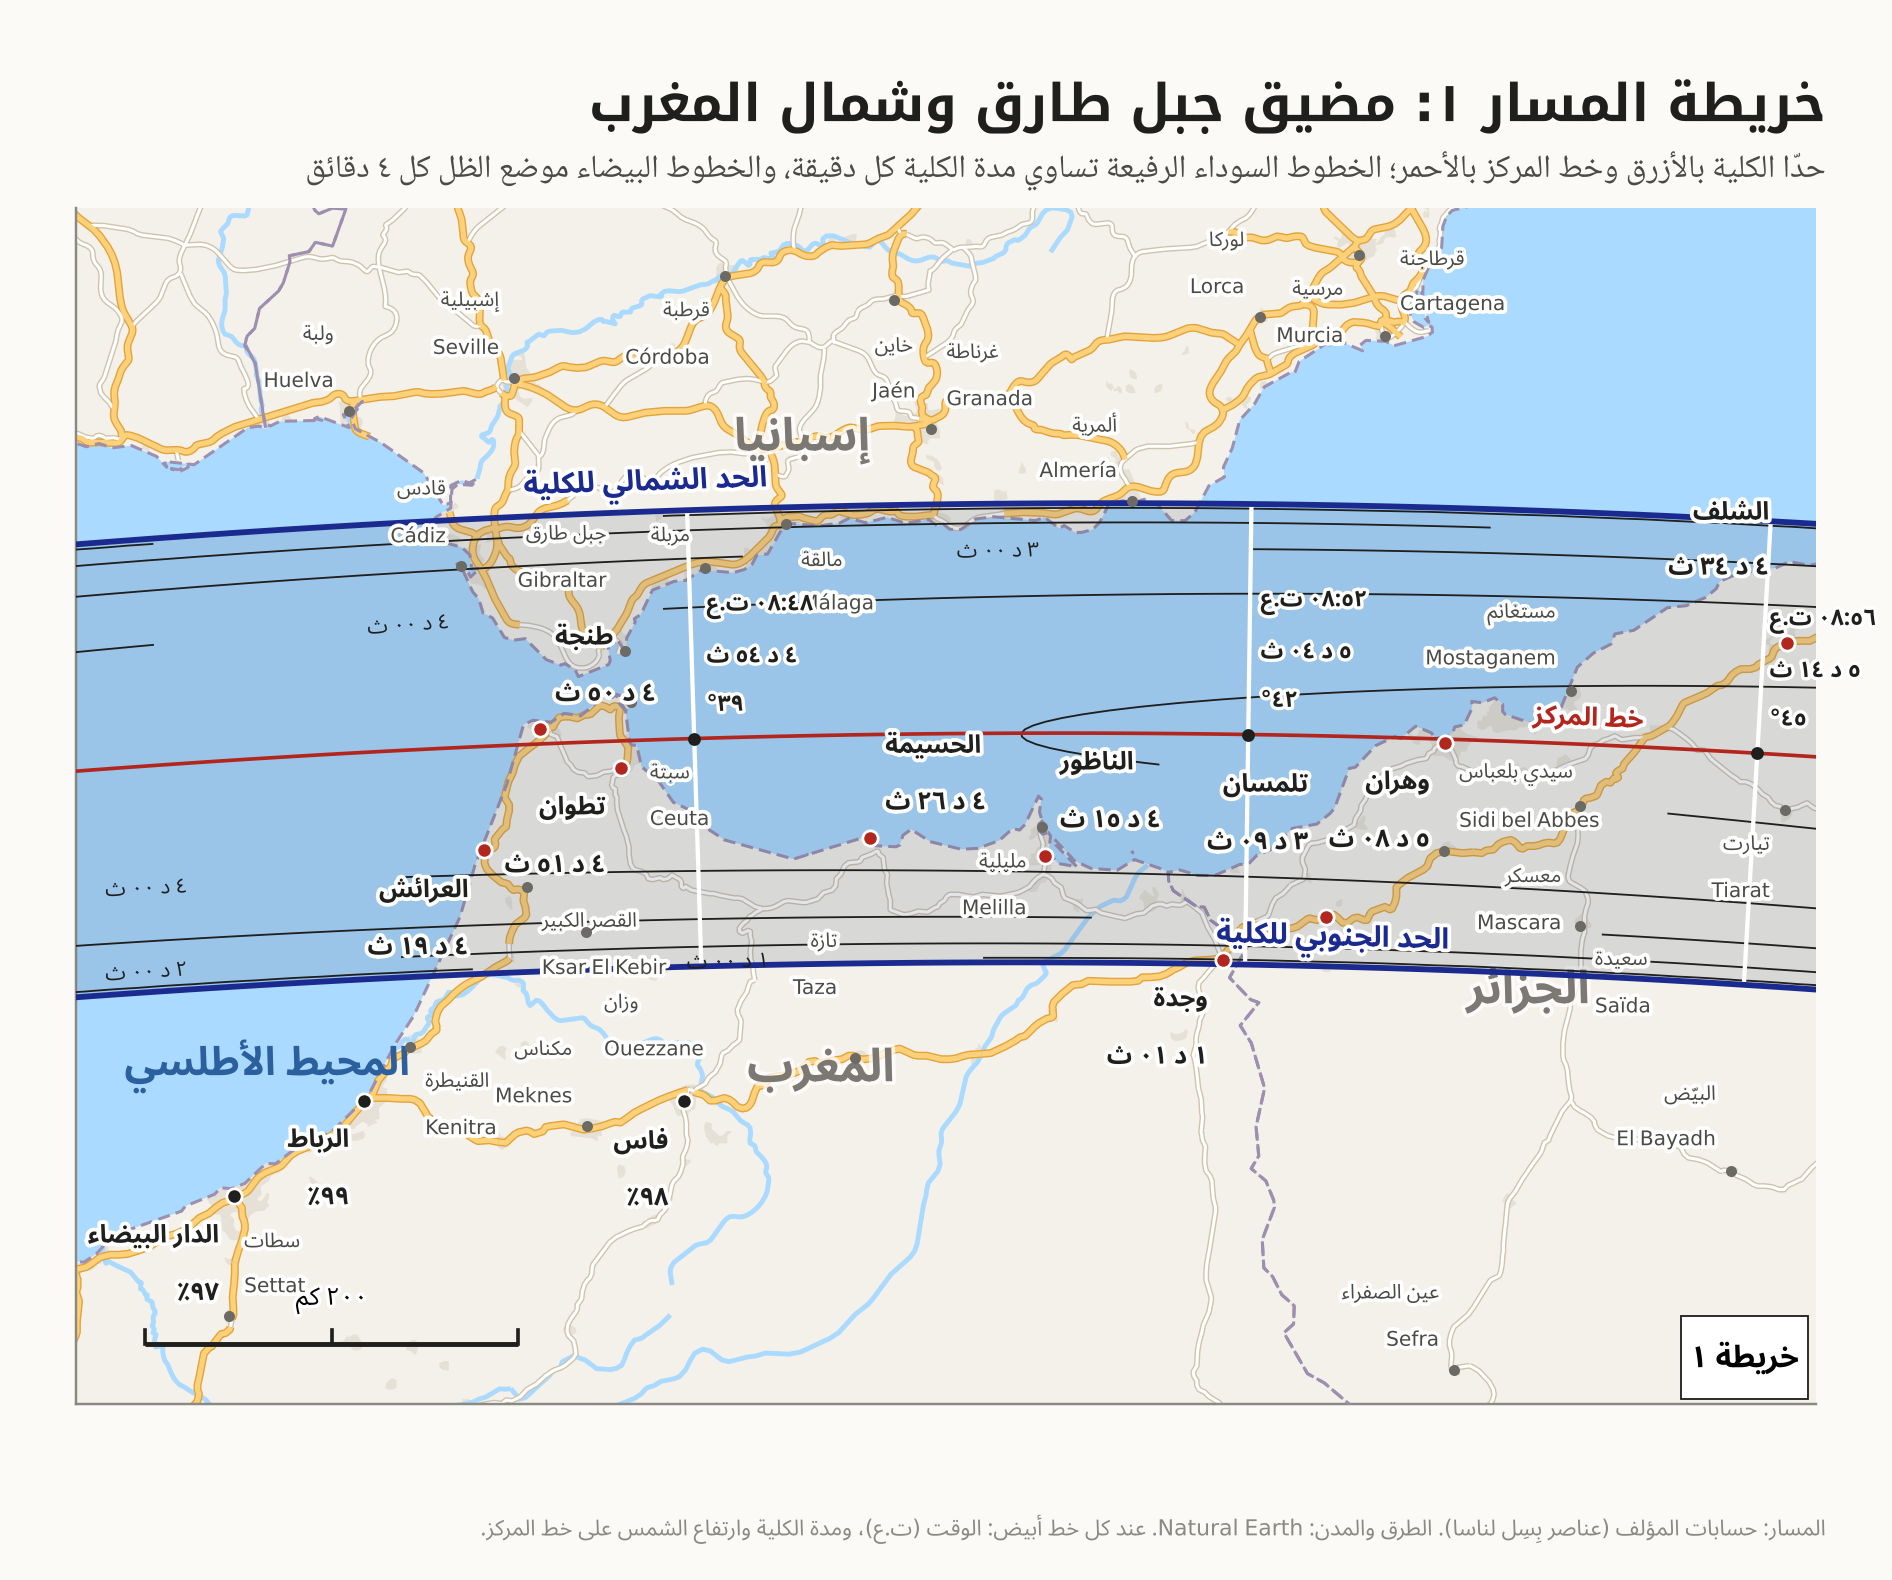 خريطة المسار ١: مضيق جبل طارق وشمال المغرب
حدّا الكلية بالأزرق وخط المركز بالأحمر؛ الخطوط السوداء الرفيعة تساوي مدة الكلية كل دقيقة، والخطوط البيضاء موضع الظل كل ٤ دقائق
لوركا
Lorca
قرطاجنة
Cartagena
مرسية
Murcia
إشبيلية
Seville
ولبة
Huelva
قرطبة
Córdoba
خاين
Jaén
غرناطة
Granada
ألمرية
Almería
إسبانيا
الحد الشمالي للكلية
قادس
Cádiz
جبل طارق
Gibraltar
مربلة
مالقة
Málaga
٣ د ٠٠ ث
الشلف
٤ د ٣٤ ث
٠٨:٤٨ ت.ع
٤ د ٥٤ ث
٣٩°
٠٨:٥٢ ت.ع
٥ د ٠٤ ث
٤٢°
٠٨:٥٦ ت.ع
٥ د ١٤ ث
٤٥°
مستغانم
Mostaganem
٤ د ٠٠ ث
طنجة
٤ د ٥٠ ث
خط المركز
الحسيمة
٤ د ٢٦ ث
الناظور
٤ د ١٥ ث
تلمسان
٣ د ٠٩ ث
وهران
٥ د ٠٨ ث
سيدي بلعباس
Sidi bel Abbes
سبتة
Ceuta
تطوان
٤ د ٥١ ث
تيارت
Tiarat
معسكر
Mascara
مليلية
Melilla
العرائش
٤ د ١٩ ث
٤ د ٠٠ ث
٢ د ٠٠ ث
القصر الكبير
Ksar El Kebir
تازة
Taza
١ د ٠٠ ث
الحد الجنوبي للكلية
سعيدة
Saïda
الجزائر
وجدة
١ د ٠١ ث
وزان
Ouezzane
مكناس
Meknes
القنيطرة
Kenitra
المحيط الأطلسي
المغرب
البيّض
El Bayadh
الرباط
٩٩٪
فاس
٩٨٪
الدار البيضاء
٩٧٪
سطات
Settat
٢٠٠ كم
عين الصفراء
Sefra
خريطة ١
المسار: حسابات المؤلف (عناصر بِسِل لناسا). الطرق والمدن: Natural Earth. عند كل خط أبيض: الوقت (ت.ع)، ومدة الكلية وارتفاع الشمس على خط المركز.